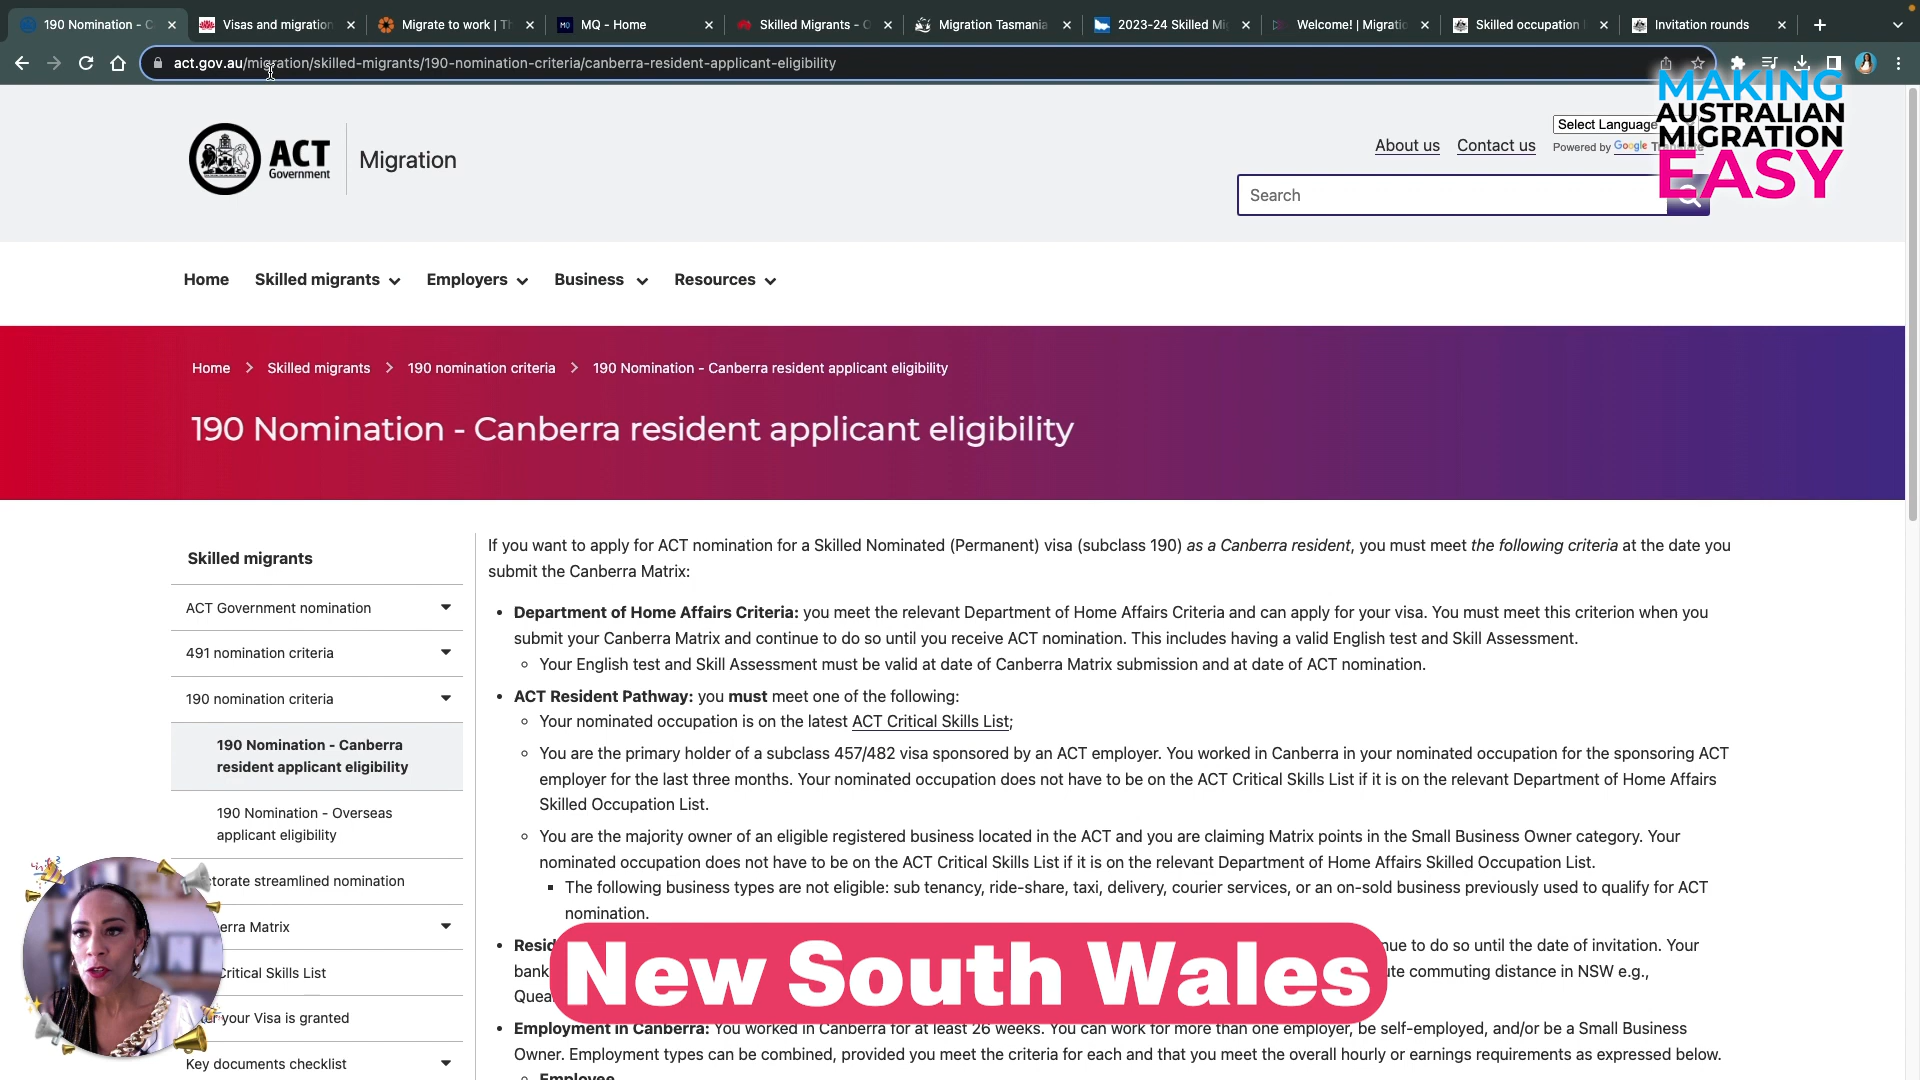 190 Nomination - C
Visas and migration
Migrate to work | Th
MQ - Home
Skilled Migrants - O
Migration Tasmania
2023-24 Skilled Mi
Welcome! | Migratio
Skilled occupation l
Invitation rounds
act.gov.au/migration/skilled-migrants/190-nomination-criteria/canberra-resident-applicant-eligibility
MAKING
AUSTRALIAN
MIGRATION
EASY
ACT
Government
Migration
About us
Contact us
Select Language
Powered by Google
Search
Home
Skilled migrants
Employers
Business
Resources
Home > Skilled migrants > 190 nomination criteria > 190 Nomination - Canberra resident applicant eligibility
190 Nomination - Canberra resident applicant eligibility
Skilled migrants
ACT Government nomination
491 nomination criteria
190 nomination criteria
190 Nomination - Canberra
resident applicant eligibility
190 Nomination - Overseas
applicant eligibility
torate streamlined nomination
erra Matrix
Critical Skills List
your Visa is granted
Key documents checklist
If you want to apply for ACT nomination for a Skilled Nominated (Permanent) visa (subclass 190) as a Canberra resident, you must meet the following criteria at the date you
submit the Canberra Matrix:
• Department of Home Affairs Criteria: you meet the relevant Department of Home Affairs Criteria and can apply for your visa. You must meet this criterion when you
submit your Canberra Matrix and continue to do so until you receive ACT nomination. This includes having a valid English test and Skill Assessment.
◦ Your English test and Skill Assessment must be valid at date of Canberra Matrix submission and at date of ACT nomination.
• ACT Resident Pathway: you must meet one of the following:
◦ Your nominated occupation is on the latest ACT Critical Skills List;
◦ You are the primary holder of a subclass 457/482 visa sponsored by an ACT employer. You worked in Canberra in your nominated occupation for the sponsoring ACT
employer for the last three months. Your nominated occupation does not have to be on the ACT Critical Skills List if it is on the relevant Department of Home Affairs
Skilled Occupation List.
◦ You are the majority owner of an eligible registered business located in the ACT and you are claiming Matrix points in the Small Business Owner category. Your
nominated occupation does not have to be on the ACT Critical Skills List if it is on the relevant Department of Home Affairs Skilled Occupation List.
▪ The following business types are not eligible: sub tenancy, ride-share, taxi, delivery, courier services, or an on-sold business previously used to qualify for ACT
nomination.
• Resid nue to do so until the date of invitation. Your
bank ute commuting distance in NSW e.g.,
Quea
New South Wales
• Employment in Canberra: You worked in Canberra for at least 26 weeks. You can work for more than one employer, be self-employed, and/or be a Small Business
Owner. Employment types can be combined, provided you meet the criteria for each and that you meet the overall hourly or earnings requirements as expressed below.
◦ Employee